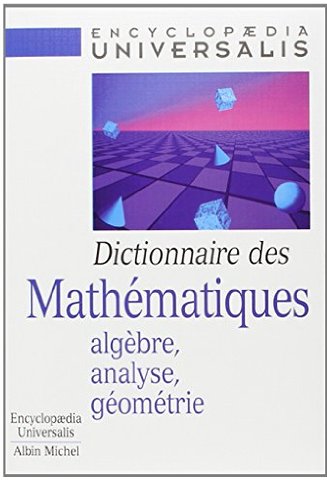 ENCYCLOPÆDIA
UNIVERSALIS
Dictionnaire des
Mathématiques
algèbre,
analyse,
géométrie
Encyclopædia
Universalis
Albin Michel